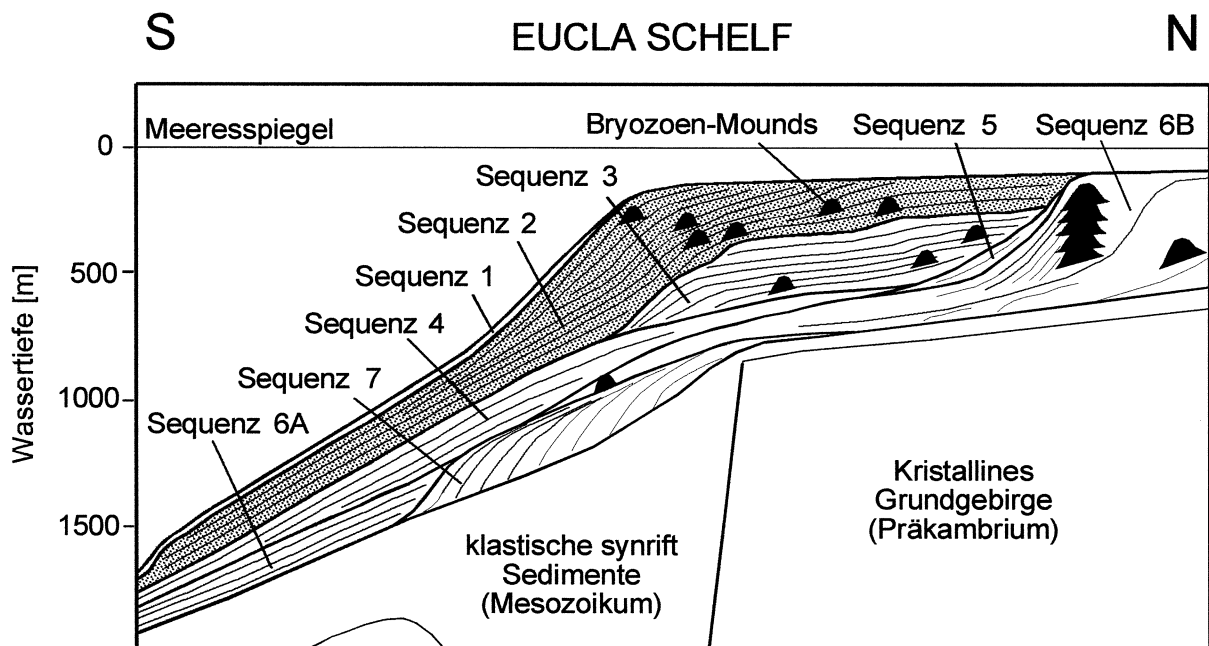 S EUCLA SCHELF N
Meeresspiegel
Bryozoen-Mounds
Sequenz 5
Sequenz 6B
Sequenz 3
Sequenz 2
Sequenz 1
Sequenz 4
Sequenz 7
Sequenz 6A
Wassertiefe [m]
0
500
1000
1500
Kristallines
Grundgebirge
(Präkambrium)
klastische synrift
Sedimente
(Mesozoikum)